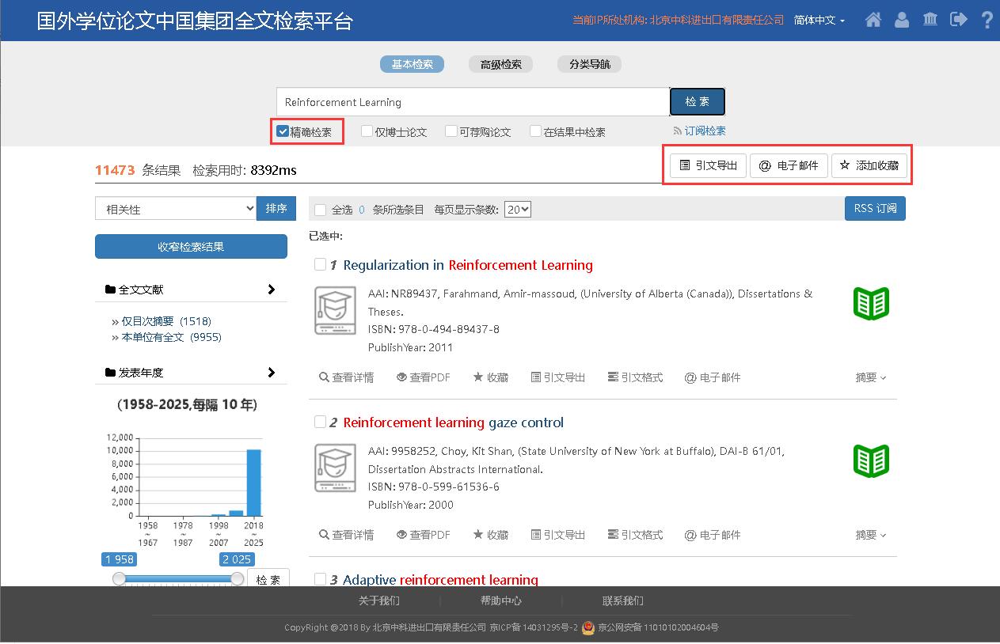 国外学位论文中国集团全文检索平台
当前IP所处机构: 北京中科进出口有限责任公司 简体中文
基本检索 高级检索 分类导航
Reinforcement Learning 检 索
精确检索 仅博士论文 可荐购论文 在结果中检索 订阅检索
11473 条结果 检索用时: 8392ms
引文导出 @ 电子邮件 添加收藏
相关性 排序
全选 0 条所选条目 每页显示条数: 20
RSS 订阅
收窄检索结果
全文文献
» 仅目次摘要 (1518)
» 本单位有全文 (9955)
发表年度
(1958-2025,每隔 10 年)
12,000
10,000
8,000
6,000
4,000
2,000
0
1958 ~ 1967
1978 ~ 1987
1998 ~ 2007
2018 ~ 2025
1 958 2 025
检 索
已选中:
1 Regularization in Reinforcement Learning
AAI: NR89437, Farahmand, Amir-massoud, (University of Alberta (Canada)), Dissertations &
Theses.
ISBN: 978-0-494-89437-8
PublishYear: 2011
查看详情 查看PDF 收藏 引文导出 引文格式 @ 电子邮件 摘要
2 Reinforcement learning gaze control
AAI: 9958252, Choy, Kit Shan, (State University of New York at Buffalo), DAI-B 61/01,
Dissertation Abstracts International.
ISBN: 978-0-599-61536-6
PublishYear: 2000
查看详情 查看PDF 收藏 引文导出 引文格式 @ 电子邮件 摘要
3 Adaptive reinforcement learning
关于我们 | 帮助中心 | 联系我们
CopyRight @2018 By 北京中科进出口有限责任公司 京ICP备14031295号-2 京公网安备 11010102004604号